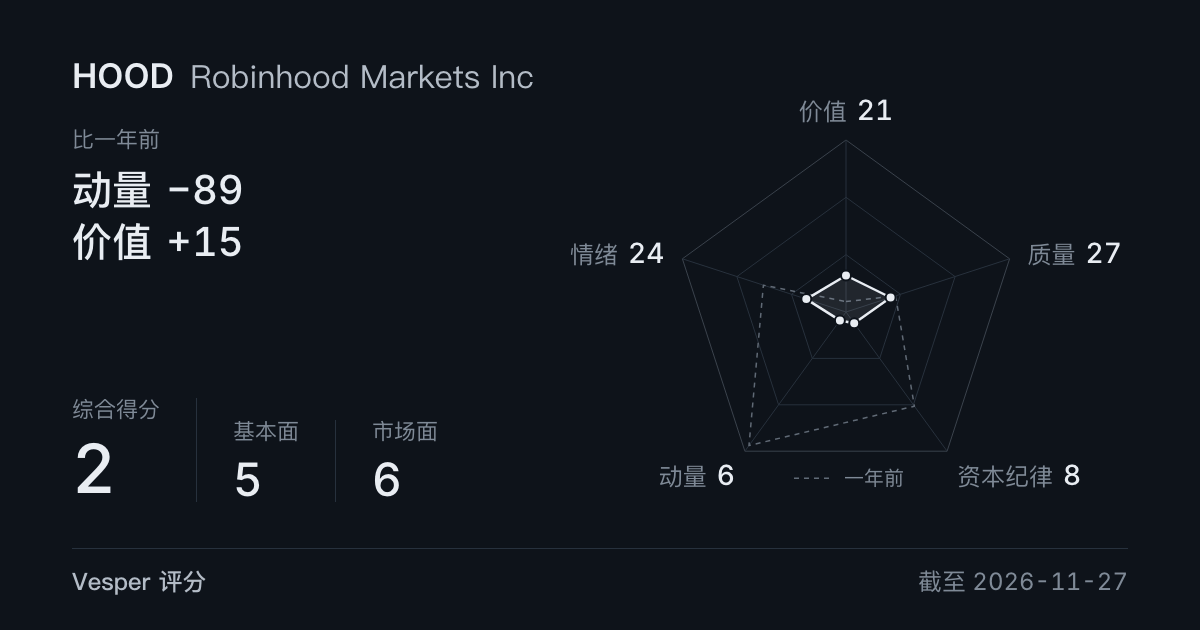 HOOD Robinhood Markets Inc
比一年前
动量 −89
价值 +15
综合得分
2
基本面
5
市场面
6
价值 21
情绪 24
质量 27
动量 6
一年前
资本纪律 8
Vesper 评分
截至 2026-11-27